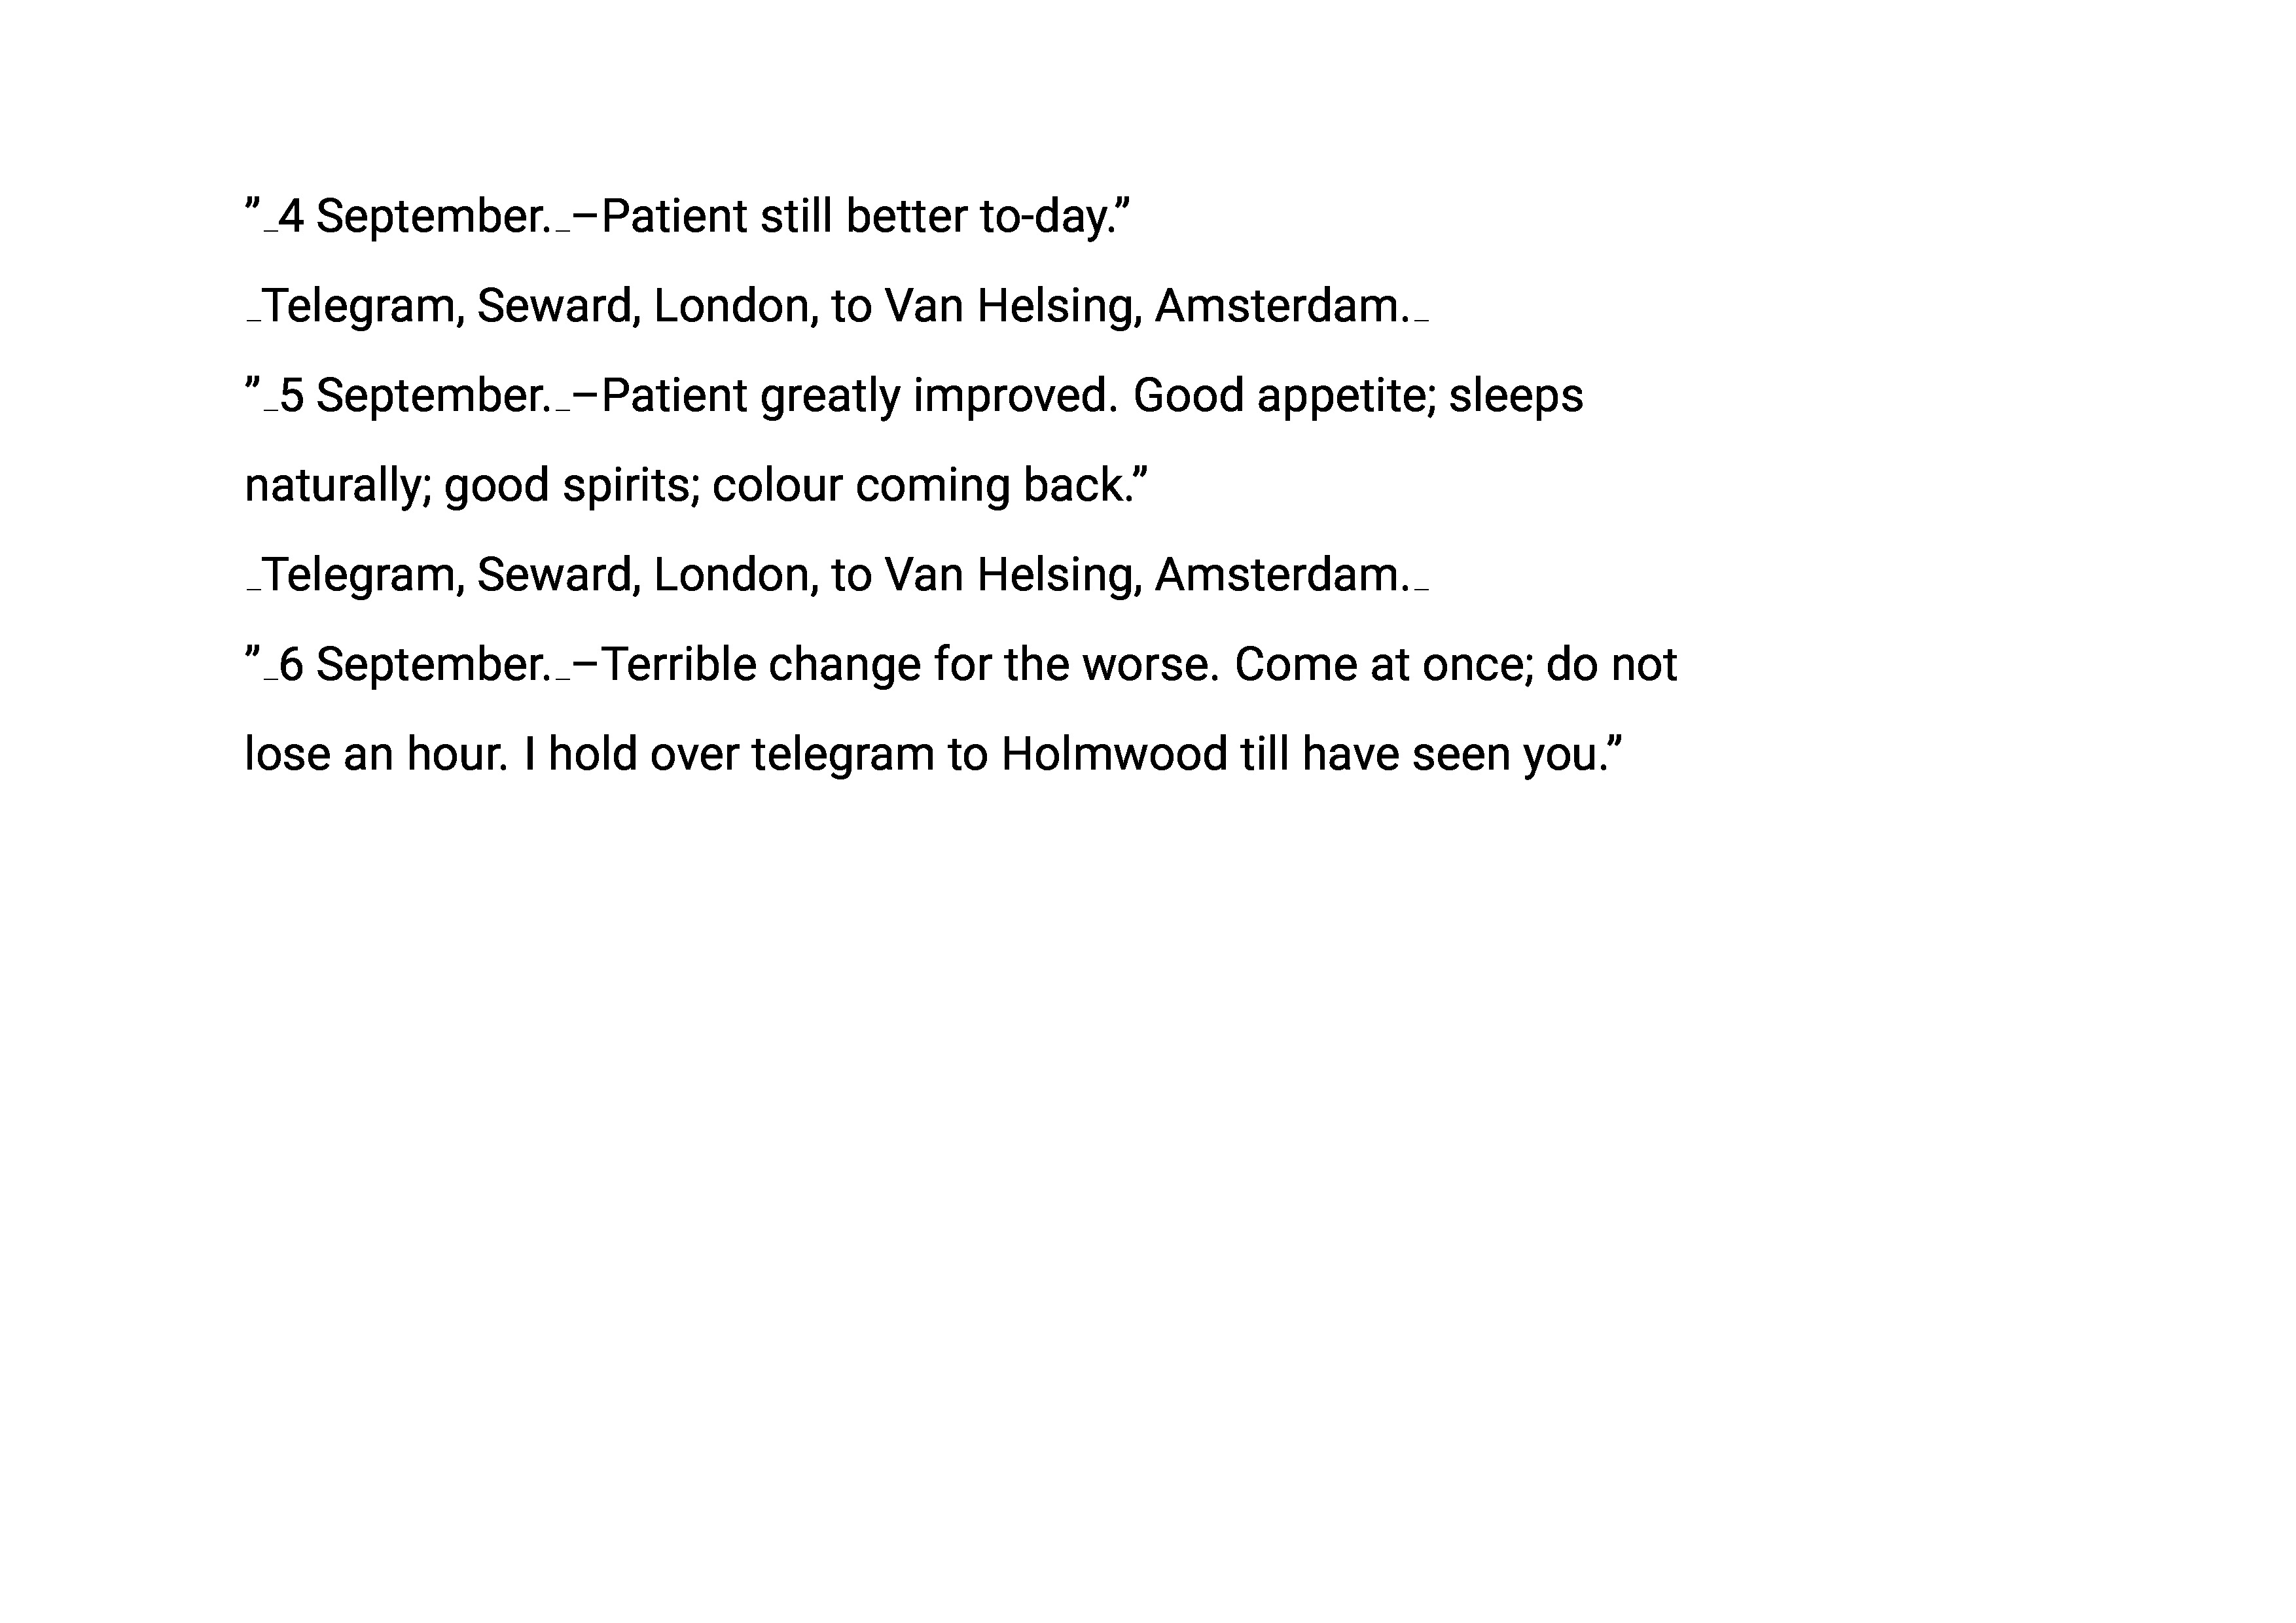 ”_4 September._–Patient still better to-day.”
_Telegram, Seward, London, to Van Helsing, Amsterdam._
”_5 September._–Patient greatly improved. Good appetite; sleeps
naturally; good spirits; colour coming back.”
_Telegram, Seward, London, to Van Helsing, Amsterdam._
”_6 September._–Terrible change for the worse. Come at once; do not
lose an hour. I hold over telegram to Holmwood till have seen you.”